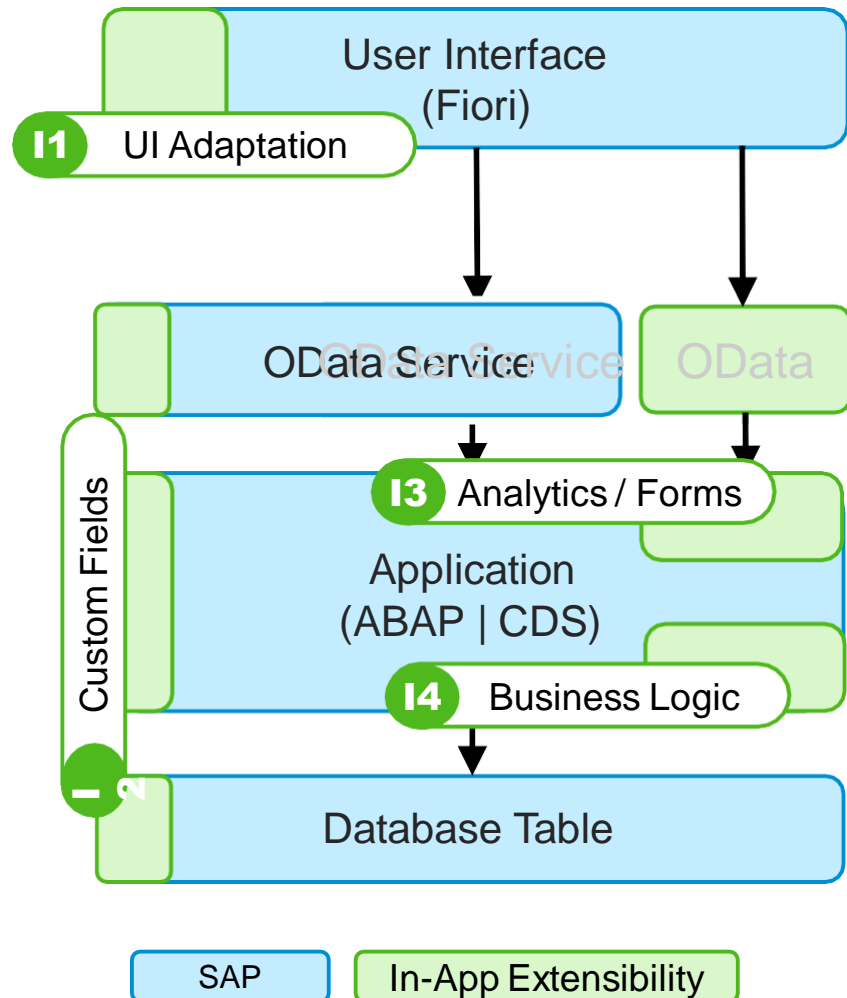 User Interface
(Fiori)
I1 UI Adaptation
OData Service
OData Service
OData
I3 Analytics / Forms
Custom Fields
I2
Application
(ABAP | CDS)
I4 Business Logic
Database Table
SAP
In-App Extensibility